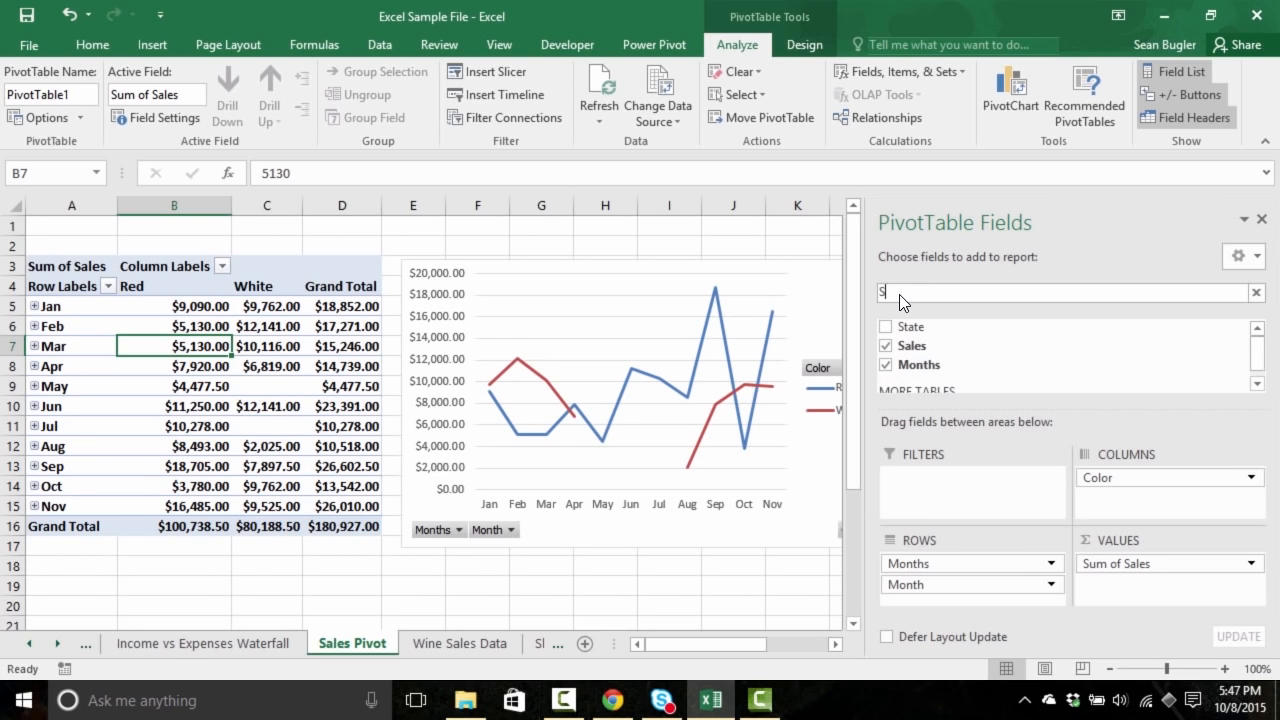 Excel Sample File - Excel
PivotTable Tools
File Home Insert Page Layout Formulas Data Review View Developer Power Pivot Analyze Design Tell me what you want to do... Sean Bugler Share
PivotTable Name:
PivotTable1
Options
PivotTable
Active Field:
Sum of Sales
Field Settings
Drill Down
Drill Up
Active Field
Group Selection
Ungroup
Group Field
Group
Insert Slicer
Insert Timeline
Filter Connections
Filter
Refresh
Change Data Source
Data
Clear
Select
Move PivotTable
Actions
Fields, Items, & Sets
OLAP Tools
Relationships
Calculations
PivotChart
Recommended PivotTables
Tools
Field List
+/- Buttons
Field Headers
Show
B7 fx 5130
A B C D E F G H I J K
1
2
3 Sum of Sales Column Labels
4 Row Labels Red White Grand Total
5 Jan $9,090.00 $9,762.00 $18,852.00
6 Feb $5,130.00 $12,141.00 $17,271.00
7 Mar $5,130.00 $10,116.00 $15,246.00
8 Apr $7,920.00 $6,819.00 $14,739.00
9 May $4,477.50 $4,477.50
10 Jun $11,250.00 $12,141.00 $23,391.00
11 Jul $10,278.00 $10,278.00
12 Aug $8,493.00 $2,025.00 $10,518.00
13 Sep $18,705.00 $7,897.50 $26,602.50
14 Oct $3,780.00 $9,762.00 $13,542.00
15 Nov $16,485.00 $9,525.00 $26,010.00
16 Grand Total $100,738.50 $80,188.50 $180,927.00
17
18
19
20
21
$20,000.00
$18,000.00
$16,000.00
$14,000.00
$12,000.00
$10,000.00
$8,000.00
$6,000.00
$4,000.00
$2,000.00
$0.00
Jan Feb Mar Apr May Jun Jul Aug Sep Oct Nov
Color
R
W
Months Month
PivotTable Fields
Choose fields to add to report:
S
State
Sales
Months
MORE TABLES
Drag fields between areas below:
FILTERS
COLUMNS
Color
ROWS
Months
Month
Σ VALUES
Sum of Sales
Defer Layout Update UPDATE
... Income vs Expenses Waterfall Sales Pivot Wine Sales Data Sl ...
Ready 100%
Ask me anything
5:47 PM
10/8/2015